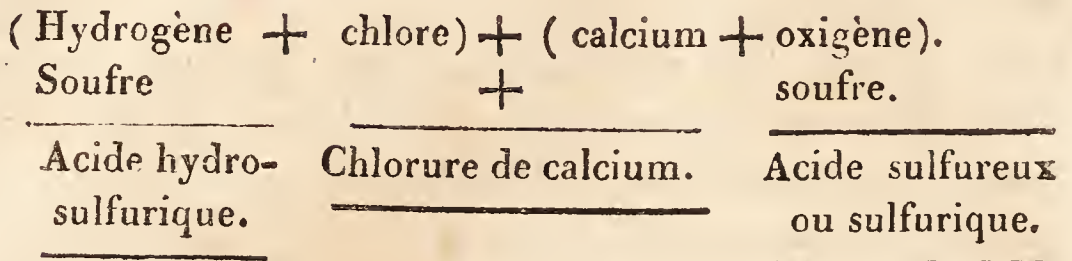 ( Hydrogène + chlore) + ( calcium + oxigène).
Soufre + soufre.
Acide hydro- Chlorure de calcium. Acide sulfureux
sulfurique. ou sulfurique.